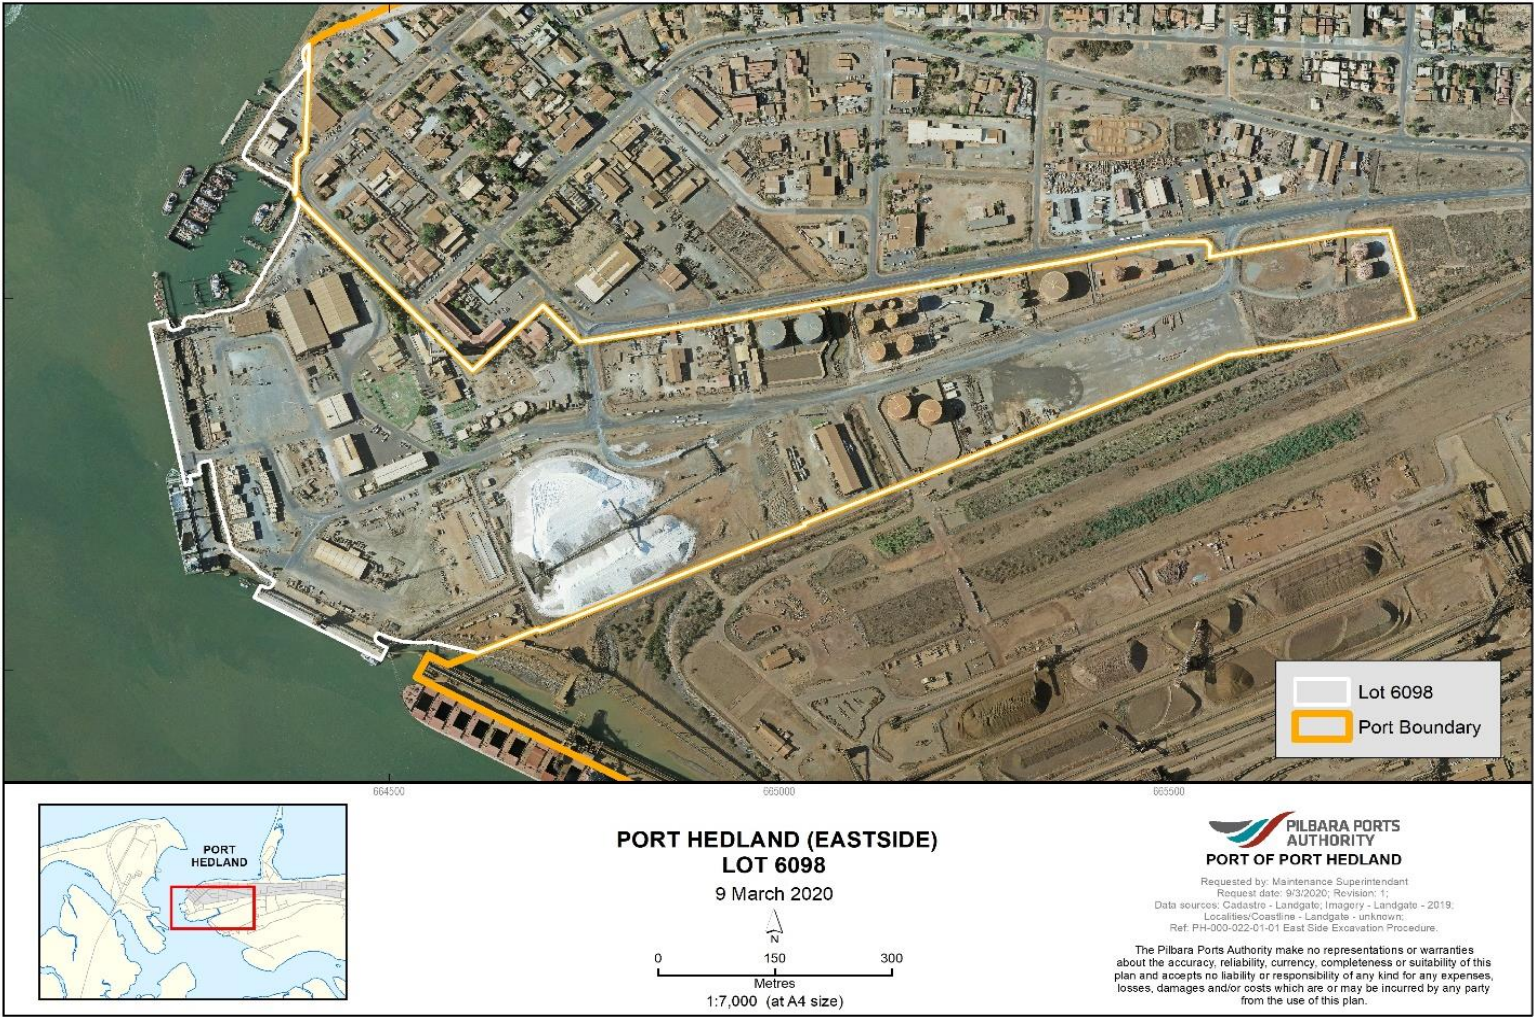 Lot 6098
Port Boundary
664500
665000
665500
PORT
HEDLAND
PORT HEDLAND (EASTSIDE)
LOT 6098
9 March 2020
N
0 150 300
Metres
1:7,000 (at A4 size)
PILBARA PORTS
AUTHORITY
PORT OF PORT HEDLAND
Requested by: Maintenance Superintendant
Request date: 9/3/2020; Revision: 1;
Data sources: Cadastre - Landgate; Imagery - Landgate - 2019;
Localities/Coastline - Landgate - unknown;
Ref: PH-000-022-01-01 East Side Excavation Procedure.
The Pilbara Ports Authority make no representations or warranties
about the accuracy, reliability, currency, completeness or suitability of this
plan and accepts no liability or responsibility of any kind for any expenses,
losses, damages and/or costs which are or may be incurred by any party
from the use of this plan.